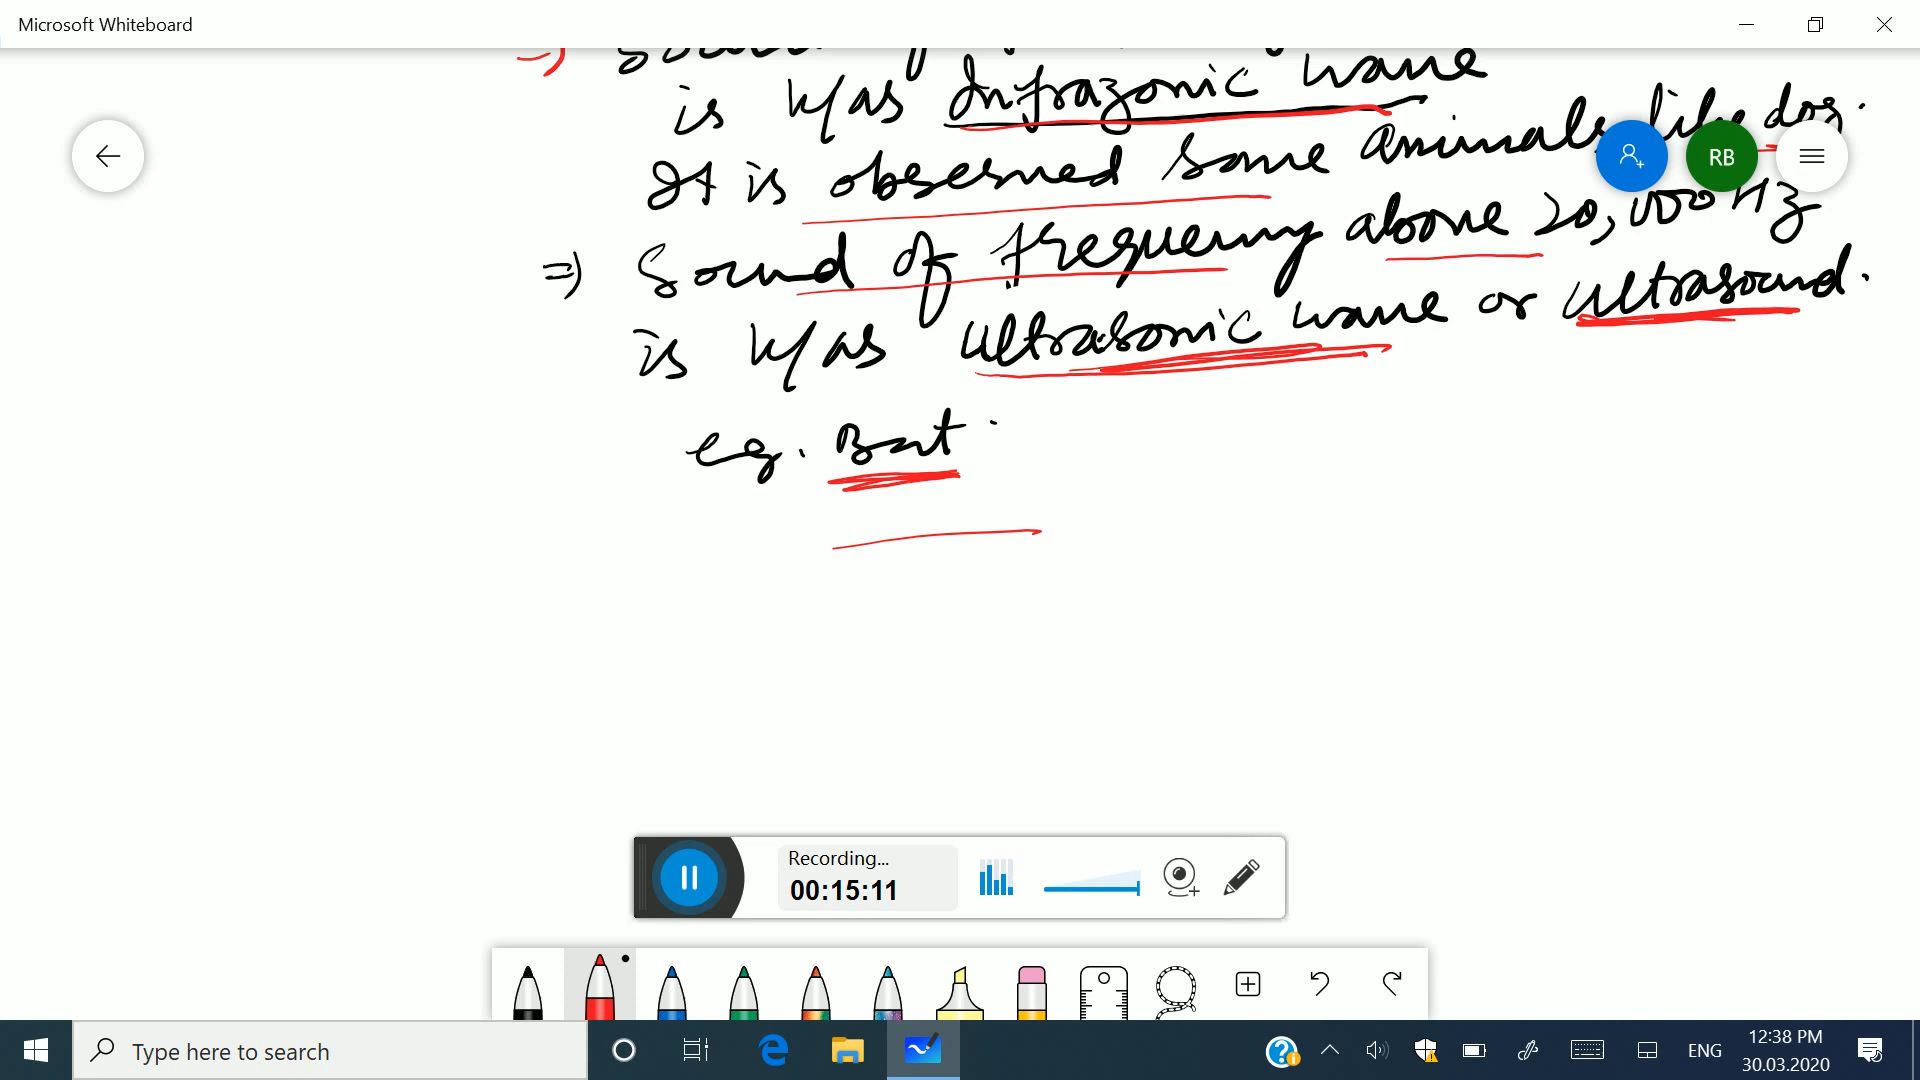 Microsoft Whiteboard
is k/as Infrazonic wave
It is observed some animals like dog.
RB
=> Sound of frequency above 20,000 Hz
is k/as ultrasonic wave or ultrasound.
eg. Bat
Recording...
00:15:11
Type here to search
ENG
12:38 PM
30.03.2020